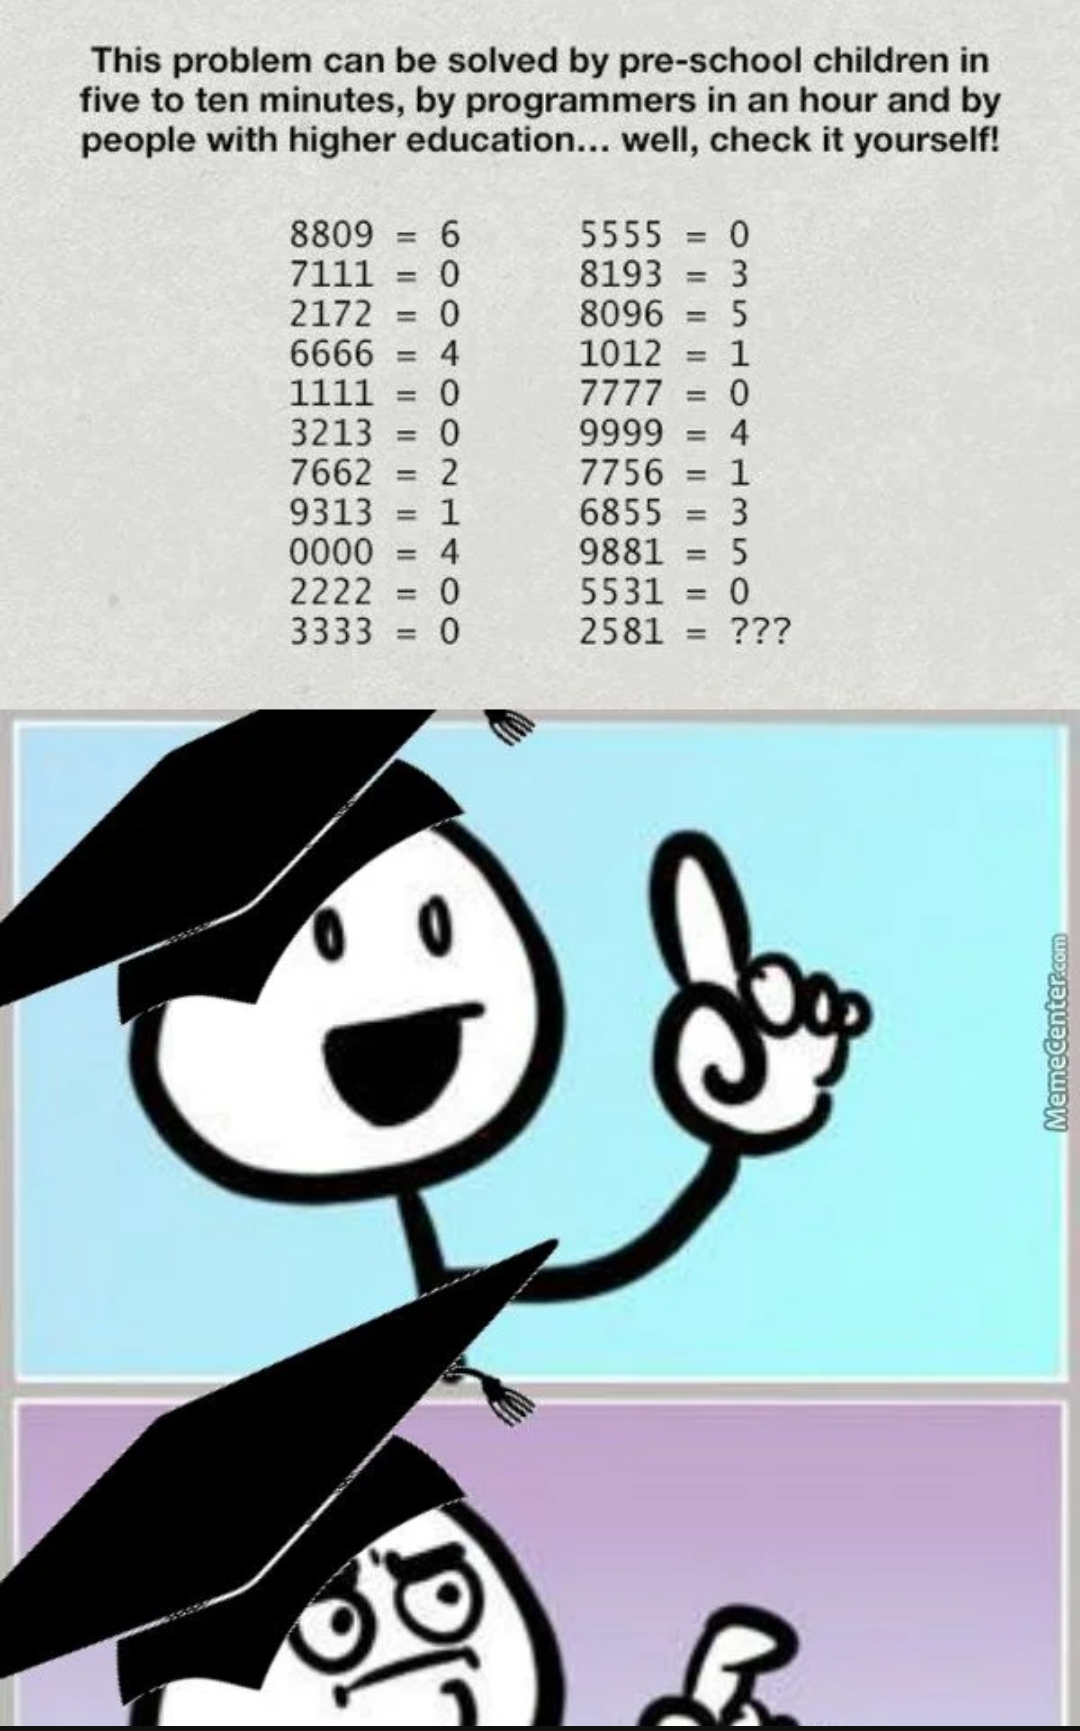 This problem can be solved by pre-school children in
five to ten minutes, by programmers in an hour and by
people with higher education... well, check it yourself!
8809 = 6
7111 = 0
2172 = 0
6666 = 4
1111 = 0
3213 = 0
7662 = 2
9313 = 1
0000 = 4
2222 = 0
3333 = 0
5555 = 0
8193 = 3
8096 = 5
1012 = 1
7777 = 0
9999 = 4
7756 = 1
6855 = 3
9881 = 5
5531 = 0
2581 = ???
MemeCenter.com